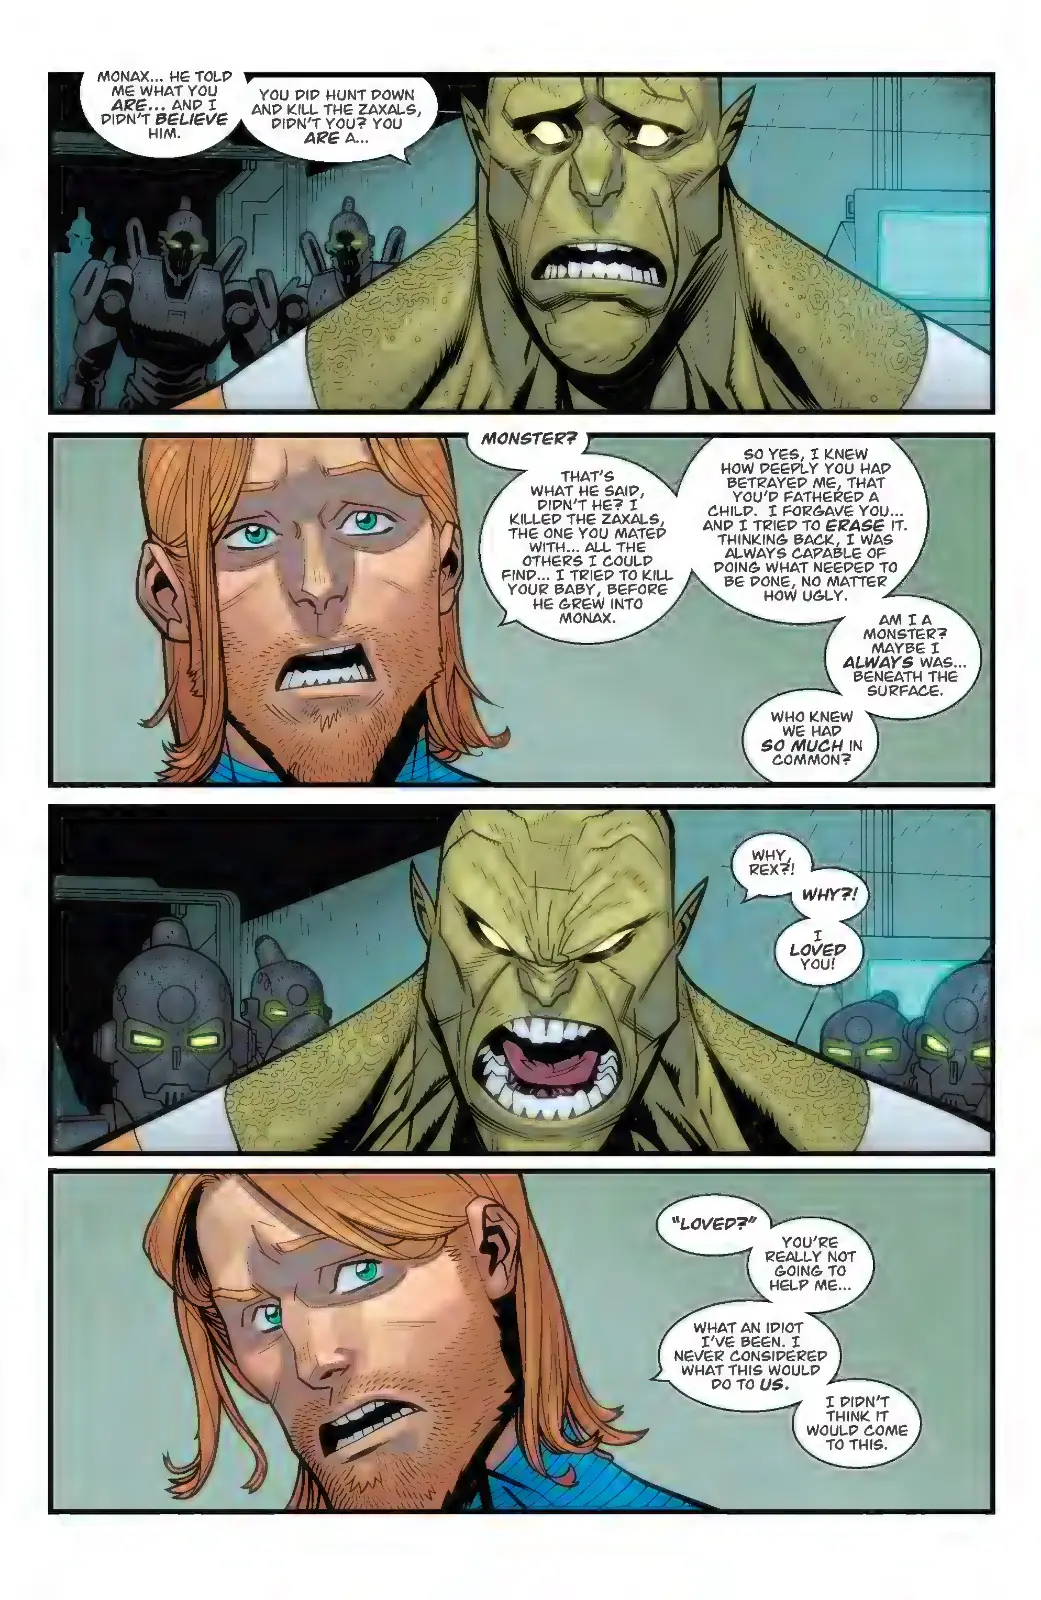 MONAX... HE TOLD
ME WHAT YOU
ARE... AND I
DIDN'T BELIEVE
HIM.
YOU DID HUNT DOWN
AND KILL THE ZAXALS,
DIDN'T YOU? YOU
ARE A...
MONSTER?
THAT'S
WHAT HE SAID,
DIDN'T HE? I
KILLED THE ZAXALS,
THE ONE YOU MATED
WITH... ALL THE
OTHERS I COULD
FIND... I TRIED TO KILL
YOUR BABY, BEFORE
HE GREW INTO
MONAX.
SO YES, I KNEW
HOW DEEPLY YOU HAD
BETRAYED ME, THAT
YOU'D FATHERED A
CHILD. I FORGAVE YOU...
AND I TRIED TO ERASE IT.
THINKING BACK, I WAS
ALWAYS CAPABLE OF
DOING WHAT NEEDED TO
BE DONE, NO MATTER
HOW UGLY.
AM I A
MONSTER?
MAYBE I
ALWAYS WAS...
BENEATH THE
SURFACE.
WHO KNEW
WE HAD
SO MUCH IN
COMMON?
WHY,
REX?!
WHY?!
I
LOVED
YOU!
"LOVED?"
YOU'RE
REALLY NOT
GOING TO
HELP ME...
WHAT AN IDIOT
I'VE BEEN. I
NEVER CONSIDERED
WHAT THIS WOULD
DO TO US.
I DIDN'T
THINK IT
WOULD COME
TO THIS.